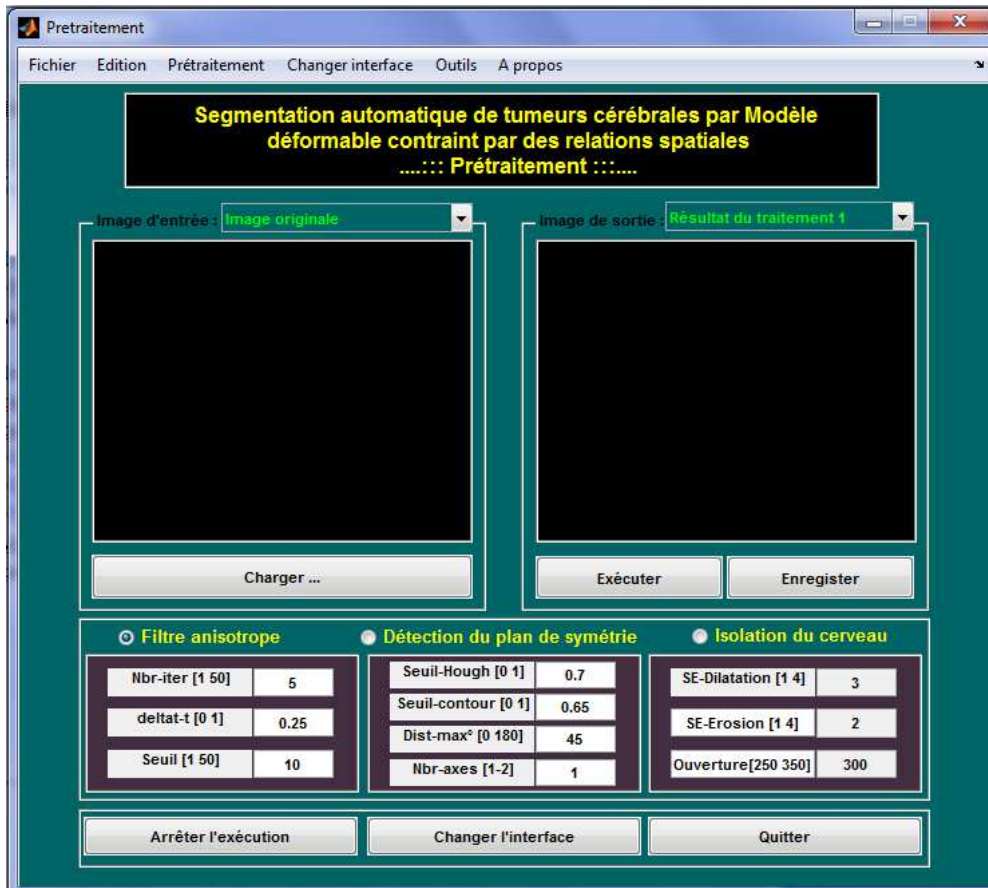 Pretraitement
Fichier Edition Prétraitement Changer interface Outils A propos
Segmentation automatique de tumeurs cérébrales par Modèle
déformable contraint par des relations spatiales
....::: Prétraitement :::....
Image d'entrée : Image originale
Image de sortie : Résultat du traitement 1
Charger ...
Exécuter
Enregister
Filtre anisotrope
Nbr-iter [1 50] 5
deltat-t [0 1] 0.25
Seuil [1 50] 10
Détection du plan de symétrie
Seuil-Hough [0 1] 0.7
Seuil-contour [0 1] 0.65
Dist-max° [0 180] 45
Nbr-axes [1-2] 1
Isolation du cerveau
SE-Dilatation [1 4] 3
SE-Erosion [1 4] 2
Ouverture[250 350] 300
Arrêter l'exécution
Changer l'interface
Quitter